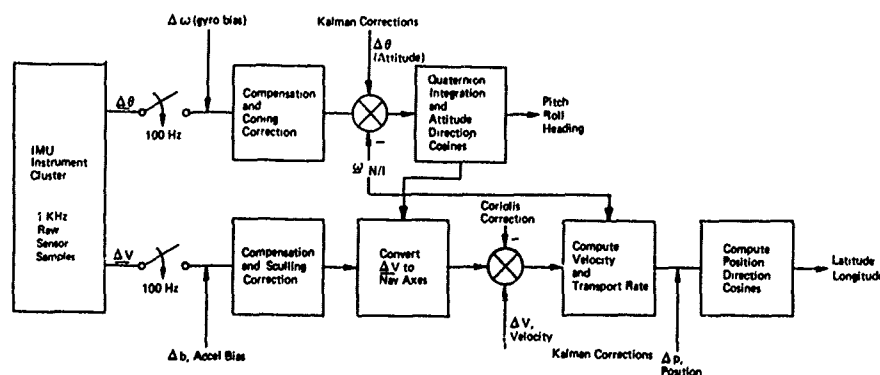 Δω (gyro bias)
Kalman Corrections
Δθ
(Attitude)
IMU
Instrument
Cluster
1 KHz
Raw
Sensor
Samples
Δθ
100 Hz
Compensation
and
Coning
Correction
−
ω N/I
Quaternion
Integration
and
Attitude
Direction
Cosines
Pitch
Roll
Heading
ΔV
100 Hz
Δb, Accel Bias
Compensation
and Sculling
Correction
Convert
ΔV to
Nav Axes
Coriolis
Correction
−
ΔV,
Velocity
Compute
Velocity
and
Transport Rate
Kalman Corrections
Δp,
Position
Compute
Position
Direction
Cosines
Latitude
Longitude